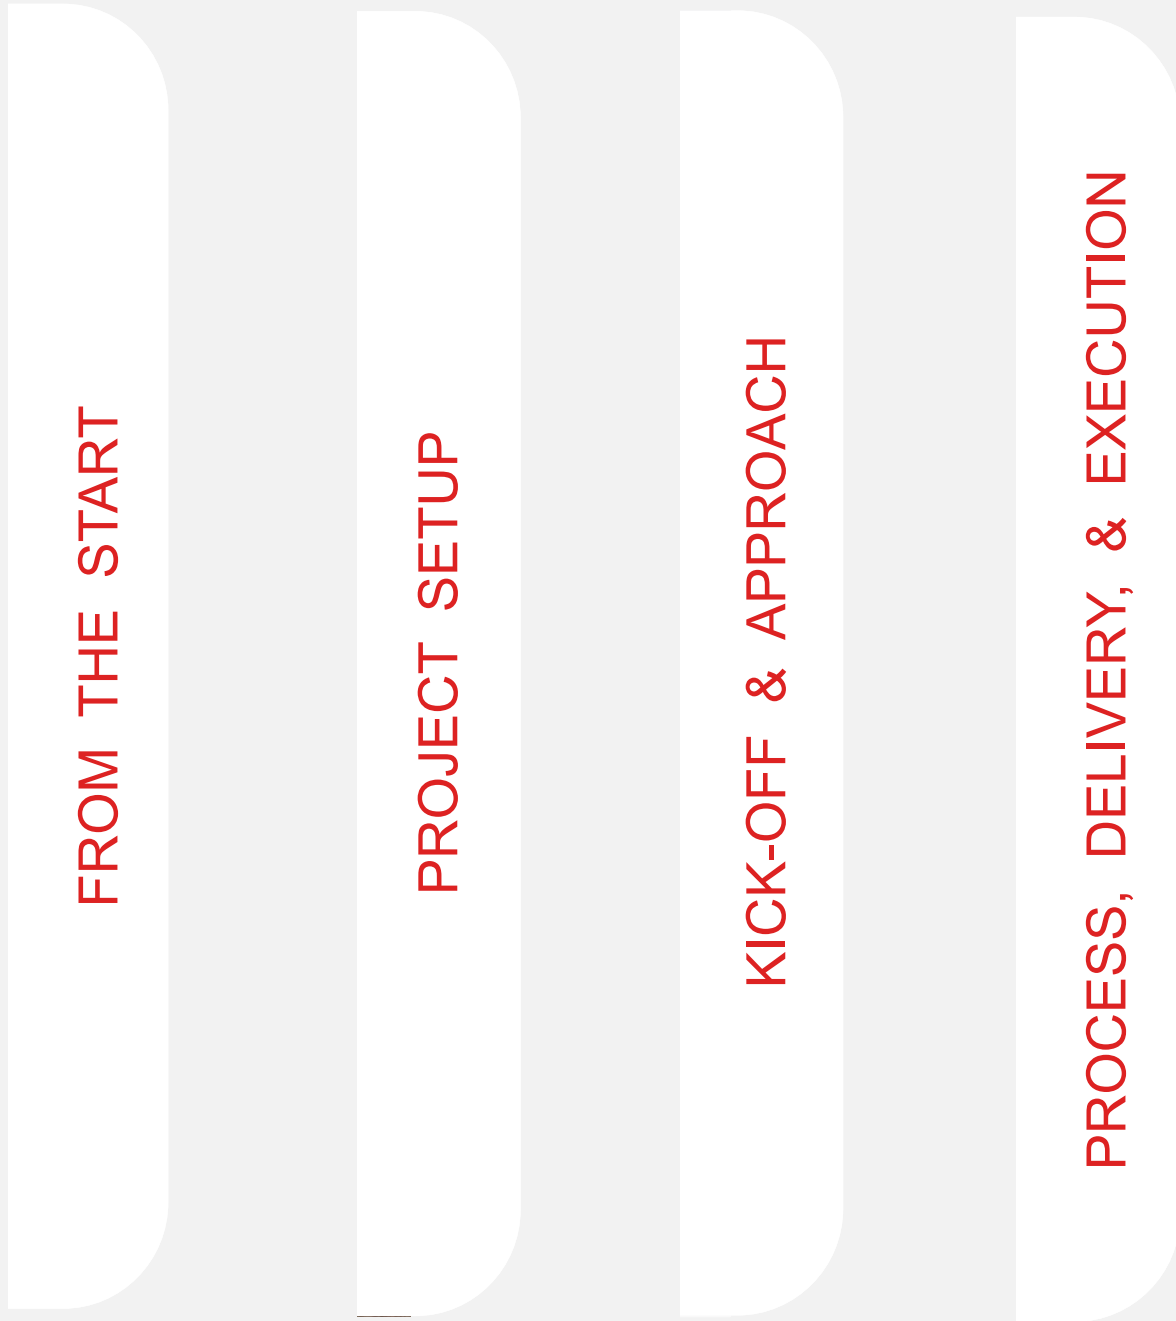 FROM THE START
PROJECT SETUP
KICK-OFF & APPROACH
PROCESS, DELIVERY, & EXECUTION